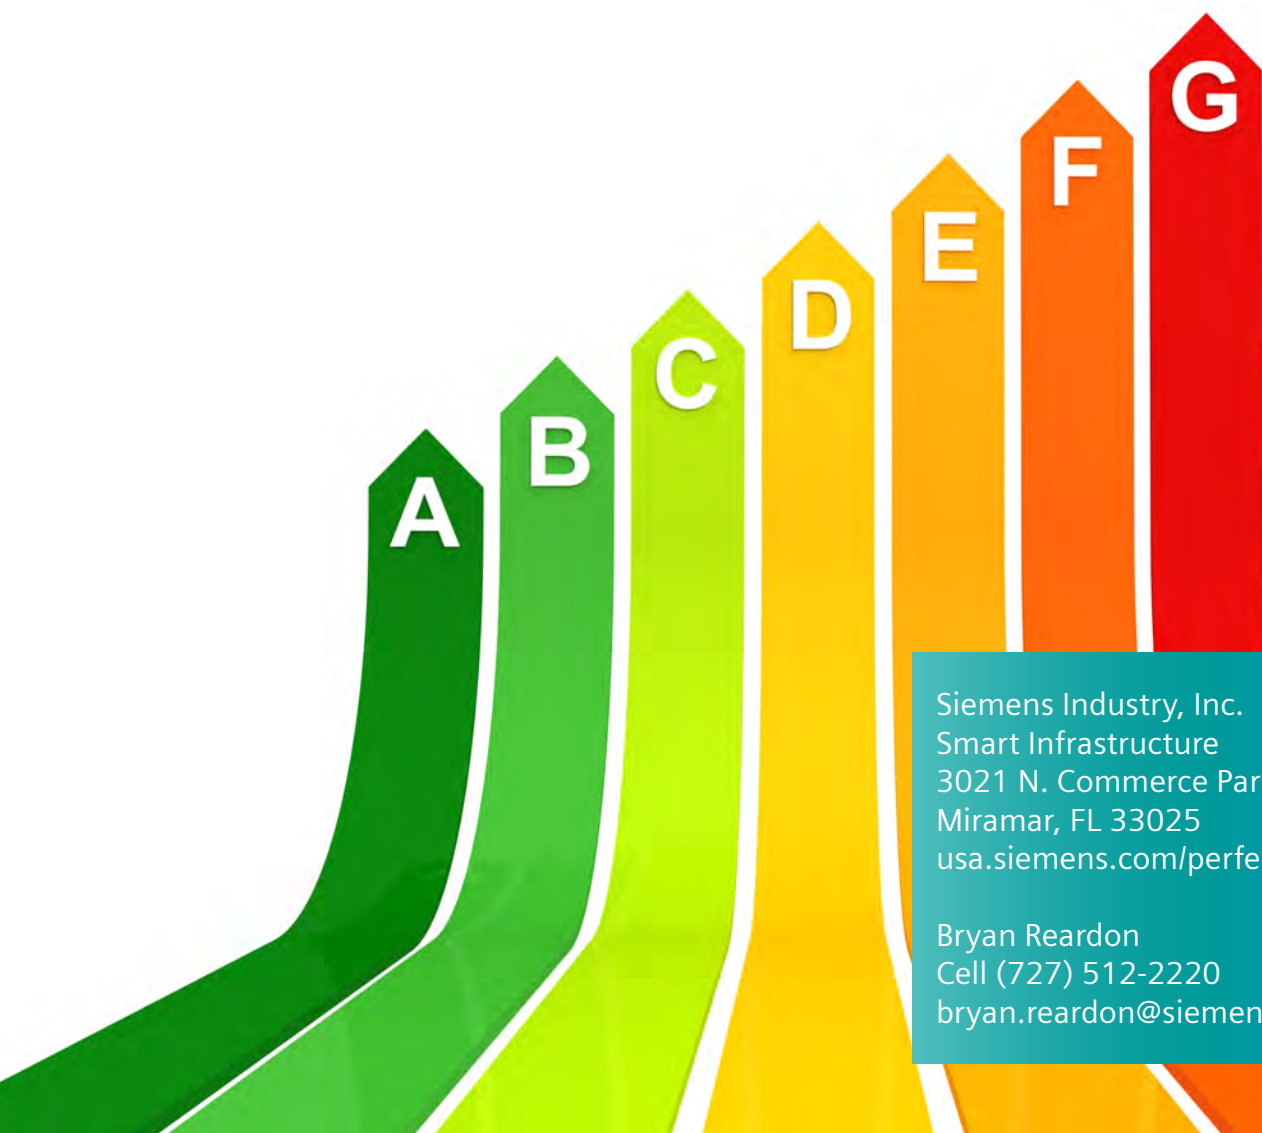 G
F
E
D
C
B
A
Siemens Industry, Inc.
Smart Infrastructure
3021 N. Commerce Par
Miramar, FL 33025
usa.siemens.com/perfe
Bryan Reardon
Cell (727) 512-2220
bryan.reardon@siemen